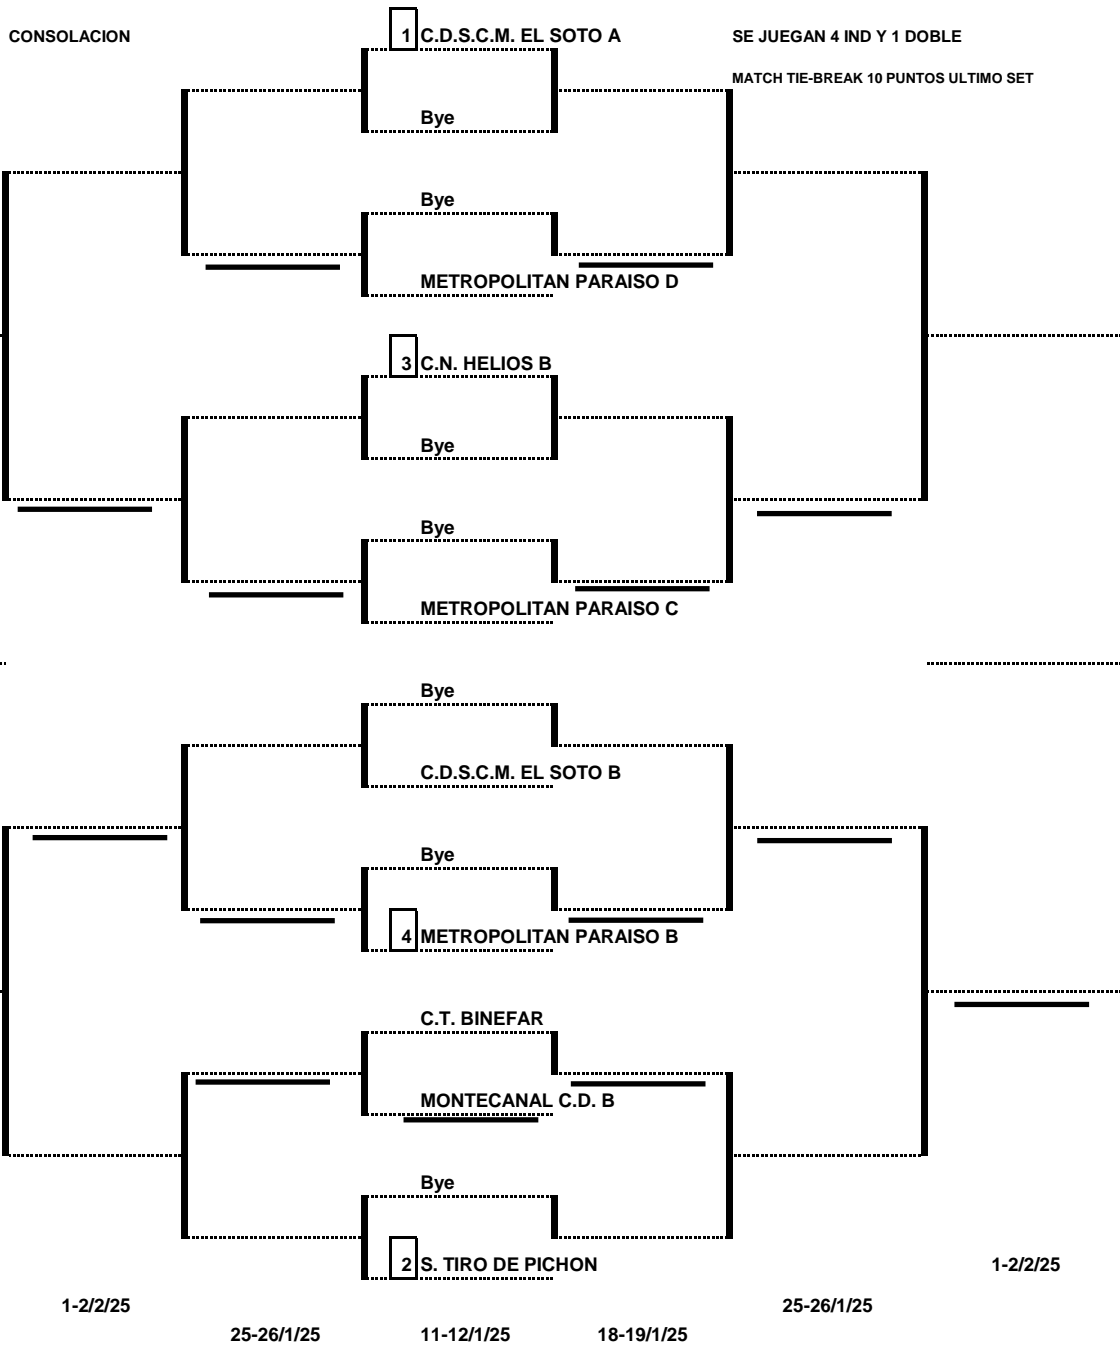 CONSOLACION
1 C.D.S.C.M. EL SOTO A
SE JUEGAN 4 IND Y 1 DOBLE
MATCH TIE-BREAK 10 PUNTOS ULTIMO SET
Bye
Bye
METROPOLITAN PARAISO D
3 C.N. HELIOS B
Bye
Bye
METROPOLITAN PARAISO C
Bye
C.D.S.C.M. EL SOTO B
Bye
4 METROPOLITAN PARAISO B
C.T. BINEFAR
MONTECANAL C.D. B
Bye
2 S. TIRO DE PICHON
1-2/2/25
1-2/2/25
25-26/1/25
25-26/1/25
11-12/1/25
18-19/1/25